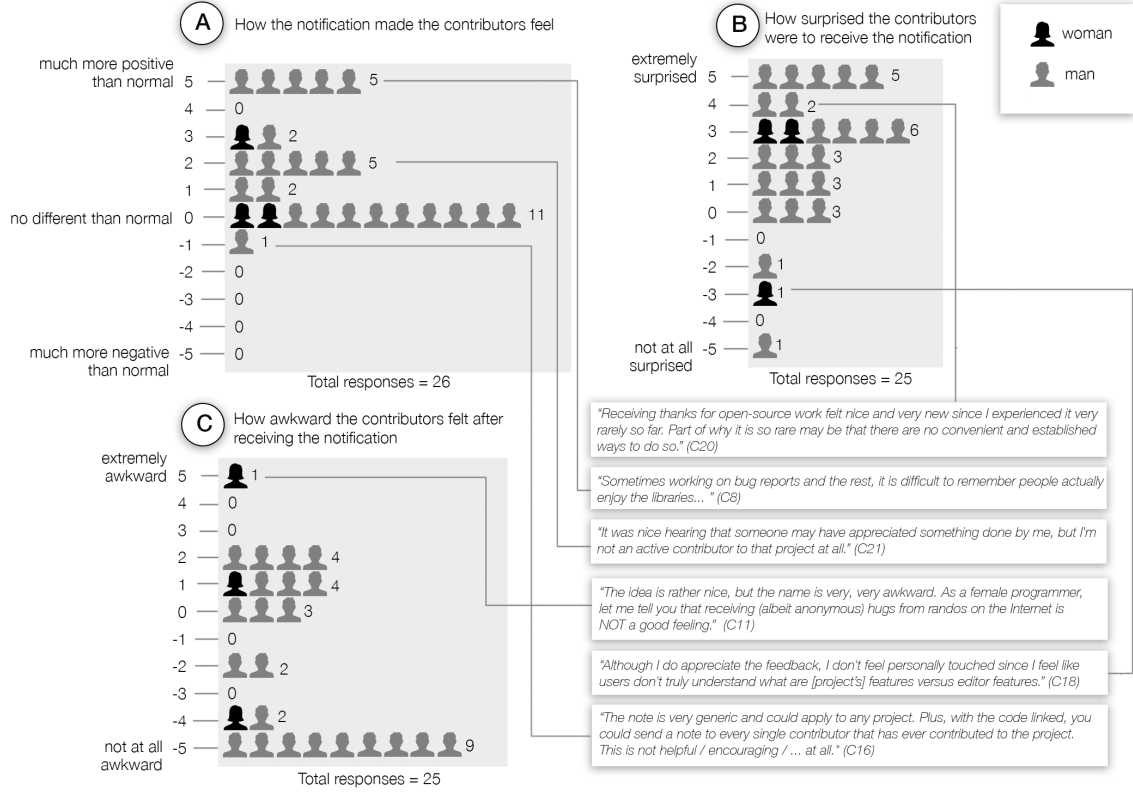 A
How the notification made the contributors feel
much more positive
than normal
5
5
4
0
3
2
2
5
1
2
no different than normal
0
11
-1
1
-2
0
-3
0
-4
0
much more negative
than normal
-5
0
Total responses = 26
B
How surprised the contributors
were to receive the notification
extremely
surprised
5
5
4
2
3
6
2
3
1
3
0
3
-1
0
-2
1
-3
1
-4
0
not at all
surprised
-5
1
Total responses = 25
woman
man
C
How awkward the contributors felt after
receiving the notification
extremely
awkward
5
1
4
0
3
0
2
4
1
4
0
3
-1
0
-2
2
-3
0
-4
2
not at all
awkward
-5
9
Total responses = 25
"Receiving thanks for open-source work felt nice and very new since I experienced it very
rarely so far. Part of why it is so rare may be that there are no convenient and established
ways to do so." (C20)
"Sometimes working on bug reports and the rest, it is difficult to remember people actually
enjoy the libraries... " (C8)
"It was nice hearing that someone may have appreciated something done by me, but I'm
not an active contributor to that project at all." (C21)
"The idea is rather nice, but the name is very, very awkward. As a female programmer,
let me tell you that receiving (albeit anonymous) hugs from randos on the Internet is
NOT a good feeling." (C11)
"Although I do appreciate the feedback, I don't feel personally touched since I feel like
users don't truly understand what are [project's] features versus editor features." (C18)
"The note is very generic and could apply to any project. Plus, with the code linked, you
could send a note to every single contributor that has ever contributed to the project.
This is not helpful / encouraging / ... at all." (C16)